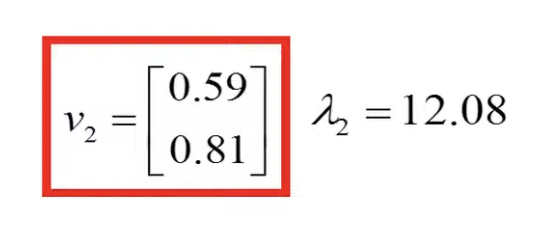 v₂ = [0.59
0.81] λ₂ = 12.08